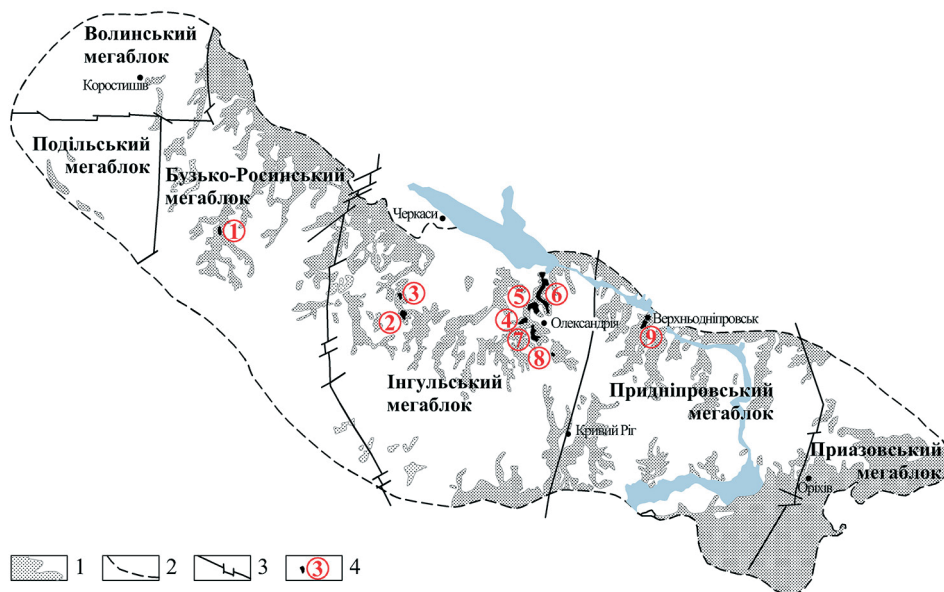 Волинський
мегаблок
Коростишів
Подільський
мегаблок
Бузько-Росинський
мегаблок
1
Черкаси
3
2
5
6
4
Олександрія
7
8
Верхньодніпровськ
9
Інгульський
мегаблок
Придніпровський
мегаблок
Кривий Ріг
Приазовський
мегаблок
Оріхів
1
2
3
3
4